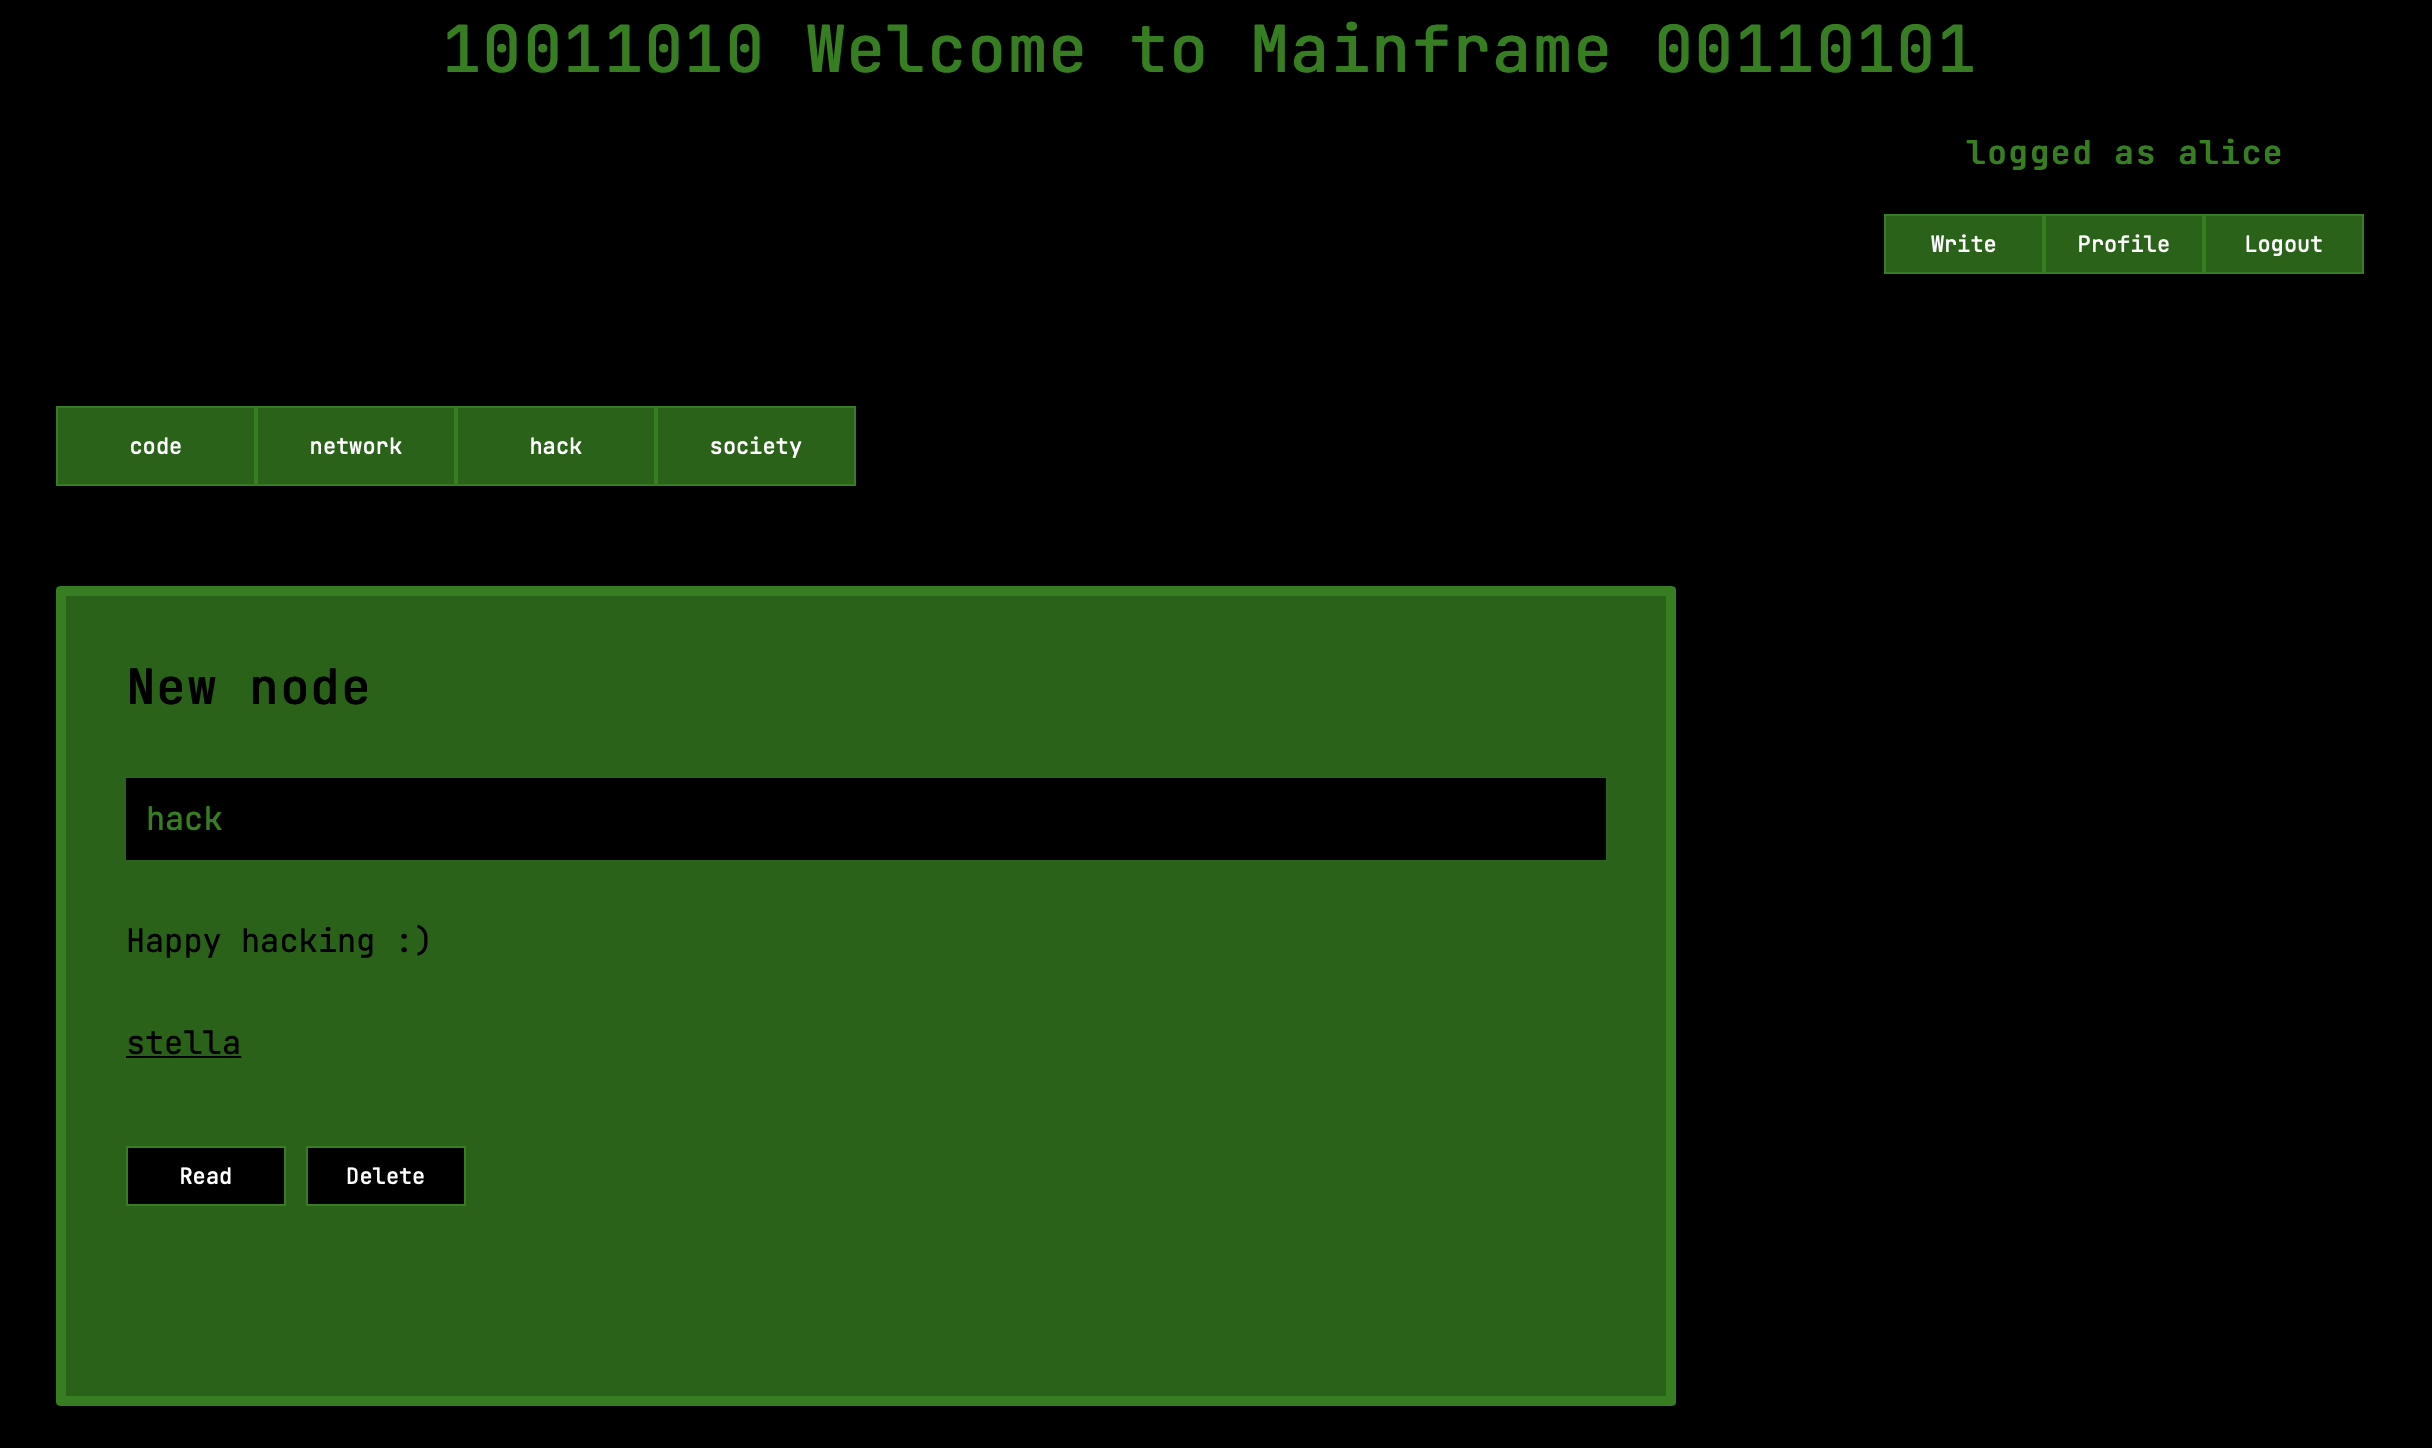 10011010 Welcome to Mainframe 00110101
logged as alice
Write Profile Logout
code network hack society
New node
hack
Happy hacking :)
stella
Read Delete